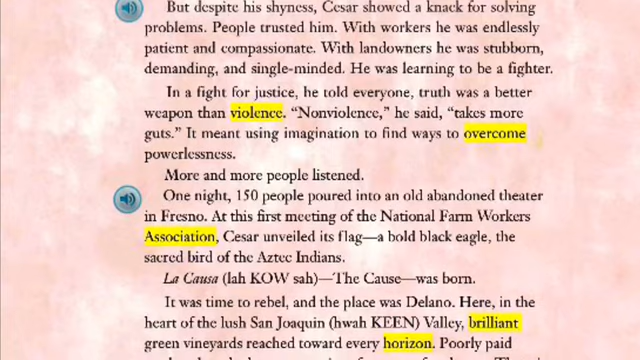 But despite his shyness, Cesar showed a knack for solving
problems. People trusted him. With workers he was endlessly
patient and compassionate. With landowners he was stubborn,
demanding, and single-minded. He was learning to be a fighter.
In a fight for justice, he told everyone, truth was a better
weapon than violence. “Nonviolence,” he said, “takes more
guts.” It meant using imagination to find ways to overcome
powerlessness.
More and more people listened.
One night, 150 people poured into an old abandoned theater
in Fresno. At this first meeting of the National Farm Workers
Association, Cesar unveiled its flag—a bold black eagle, the
sacred bird of the Aztec Indians.
La Causa (lah KOW sah)—The Cause—was born.
It was time to rebel, and the place was Delano. Here, in the
heart of the lush San Joaquin (hwah KEEN) Valley, brilliant
green vineyards reached toward every horizon. Poorly paid